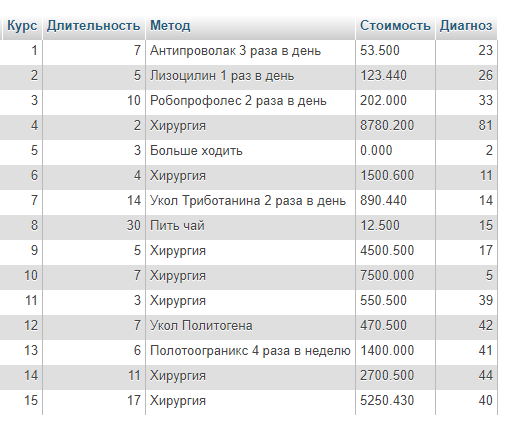 Курс Длительность Метод Стоимость Диагноз
1 7 Антипроволак 3 раза в день 53.500 23
2 5 Лизоцилин 1 раз в день 123.440 26
3 10 Робопрофолес 2 раза в день 202.000 33
4 2 Хирургия 8780.200 81
5 3 Больше ходить 0.000 2
6 4 Хирургия 1500.600 11
7 14 Укол Триботанина 2 раза в день 890.440 14
8 30 Пить чай 12.500 15
9 5 Хирургия 4500.500 17
10 7 Хирургия 7500.000 5
11 3 Хирургия 550.500 39
12 7 Укол Политогена 470.500 42
13 6 Полотоограникс 4 раза в неделю 1400.000 41
14 11 Хирургия 2700.500 44
15 17 Хирургия 5250.430 40